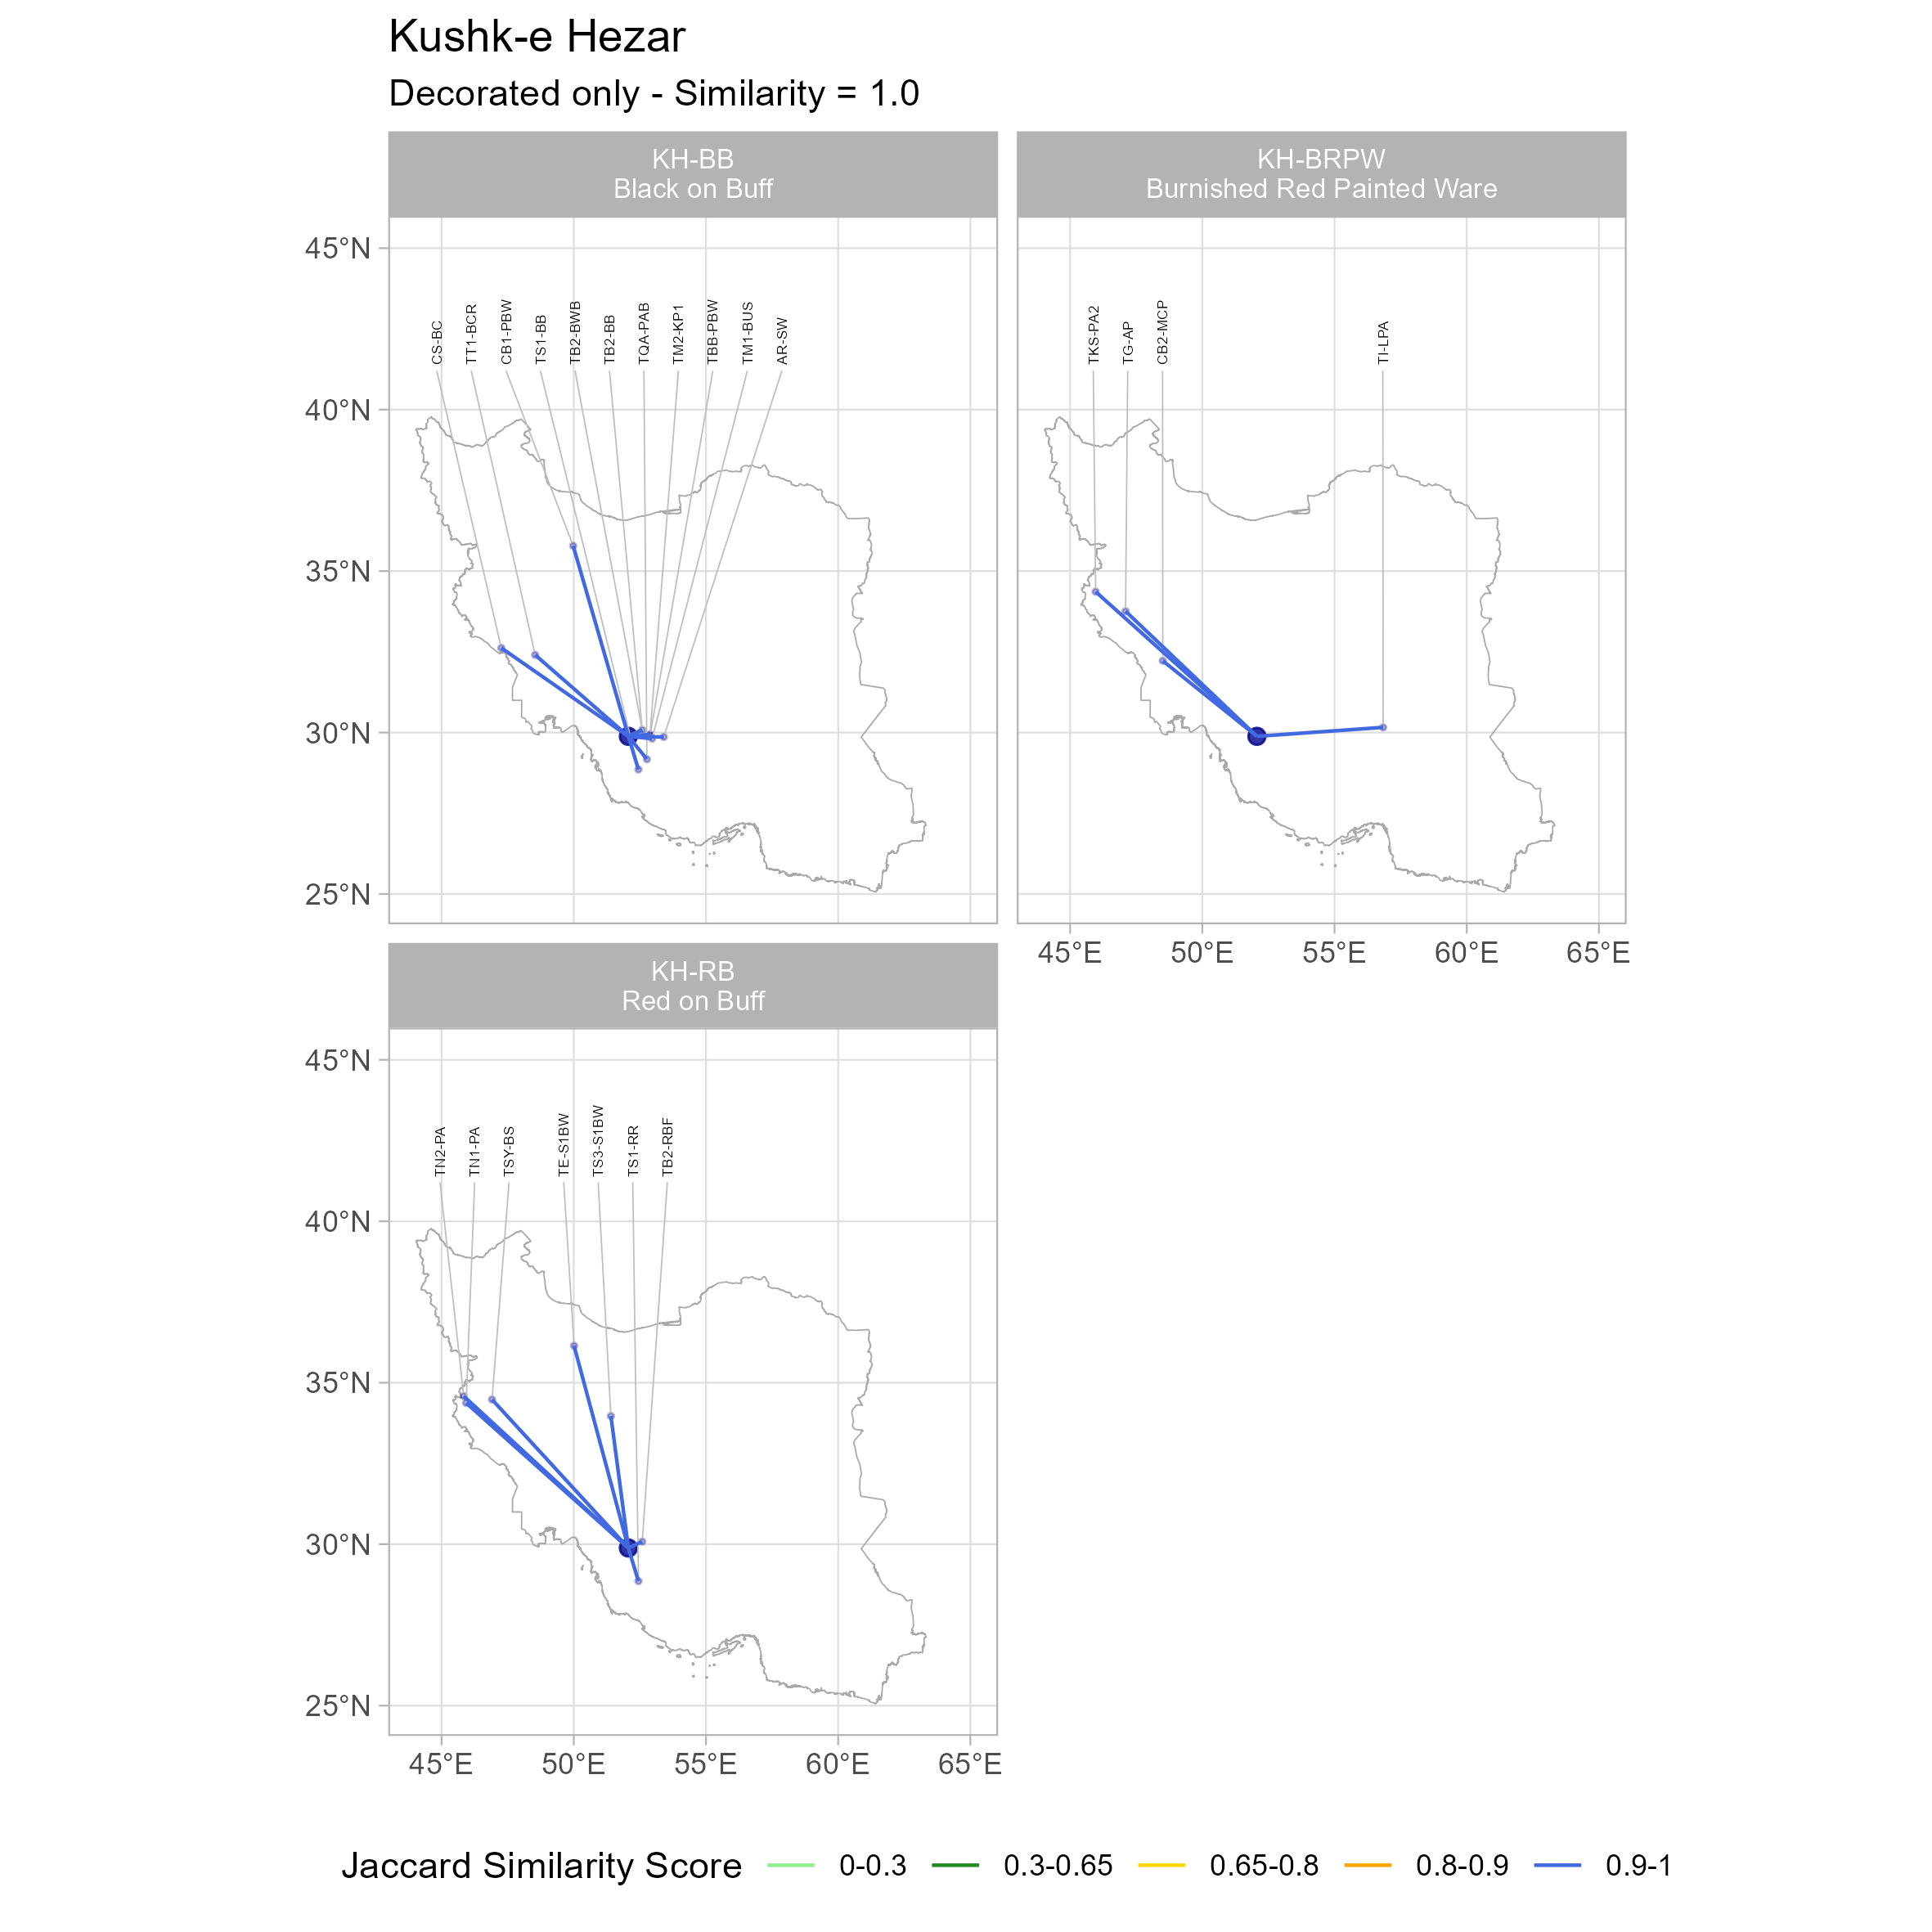 Kushk-e Hezar
Decorated only - Similarity = 1.0
KH-BB
Black on Buff
KH-BRPW
Burnished Red Painted Ware
45°N
40°N
35°N
30°N
25°N
CS-BC
TT1-BCR
CB1-PBW
TS1-BB
TB2-BWB
TB2-BB
TQA-PAB
TM2-KP1
TBB-PBW
TM1-BUS
AR-SW
TKS-PA2
TG-AP
CB2-MCP
TI-LPA
45°E 50°E 55°E 60°E 65°E
KH-RB
Red on Buff
45°N
40°N
35°N
30°N
25°N
TN2-PA
TN1-PA
TSY-BS
TE-S1BW
TS3-S1BW
TS1-RR
TB2-RBF
45°E 50°E 55°E 60°E 65°E
Jaccard Similarity Score 0-0.3 0.3-0.65 0.65-0.8 0.8-0.9 0.9-1